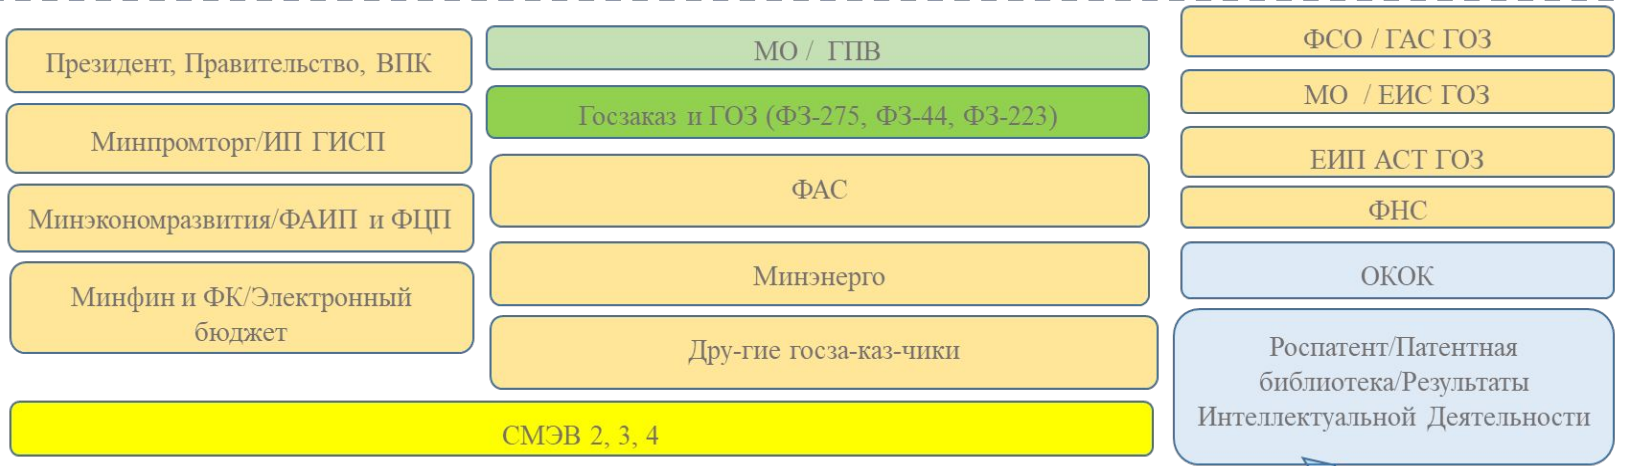 Президент, Правительство, ВПК
Минпромторг/ИП ГИСП
Минэкономразвития/ФАИП и ФЦП
Минфин и ФК/Электронный
бюджет
МО / ГПВ
Госзаказ и ГОЗ (ФЗ-275, ФЗ-44, ФЗ-223)
ФАС
Минэнерго
Дру-гие госза-каз-чики
СМЭВ 2, 3, 4
ФСО / ГАС ГОЗ
МО / ЕИС ГОЗ
ЕИП АСТ ГОЗ
ФНС
ОКОК
Роспатент/Патентная
библиотека/Результаты
Интеллектуальной Деятельности